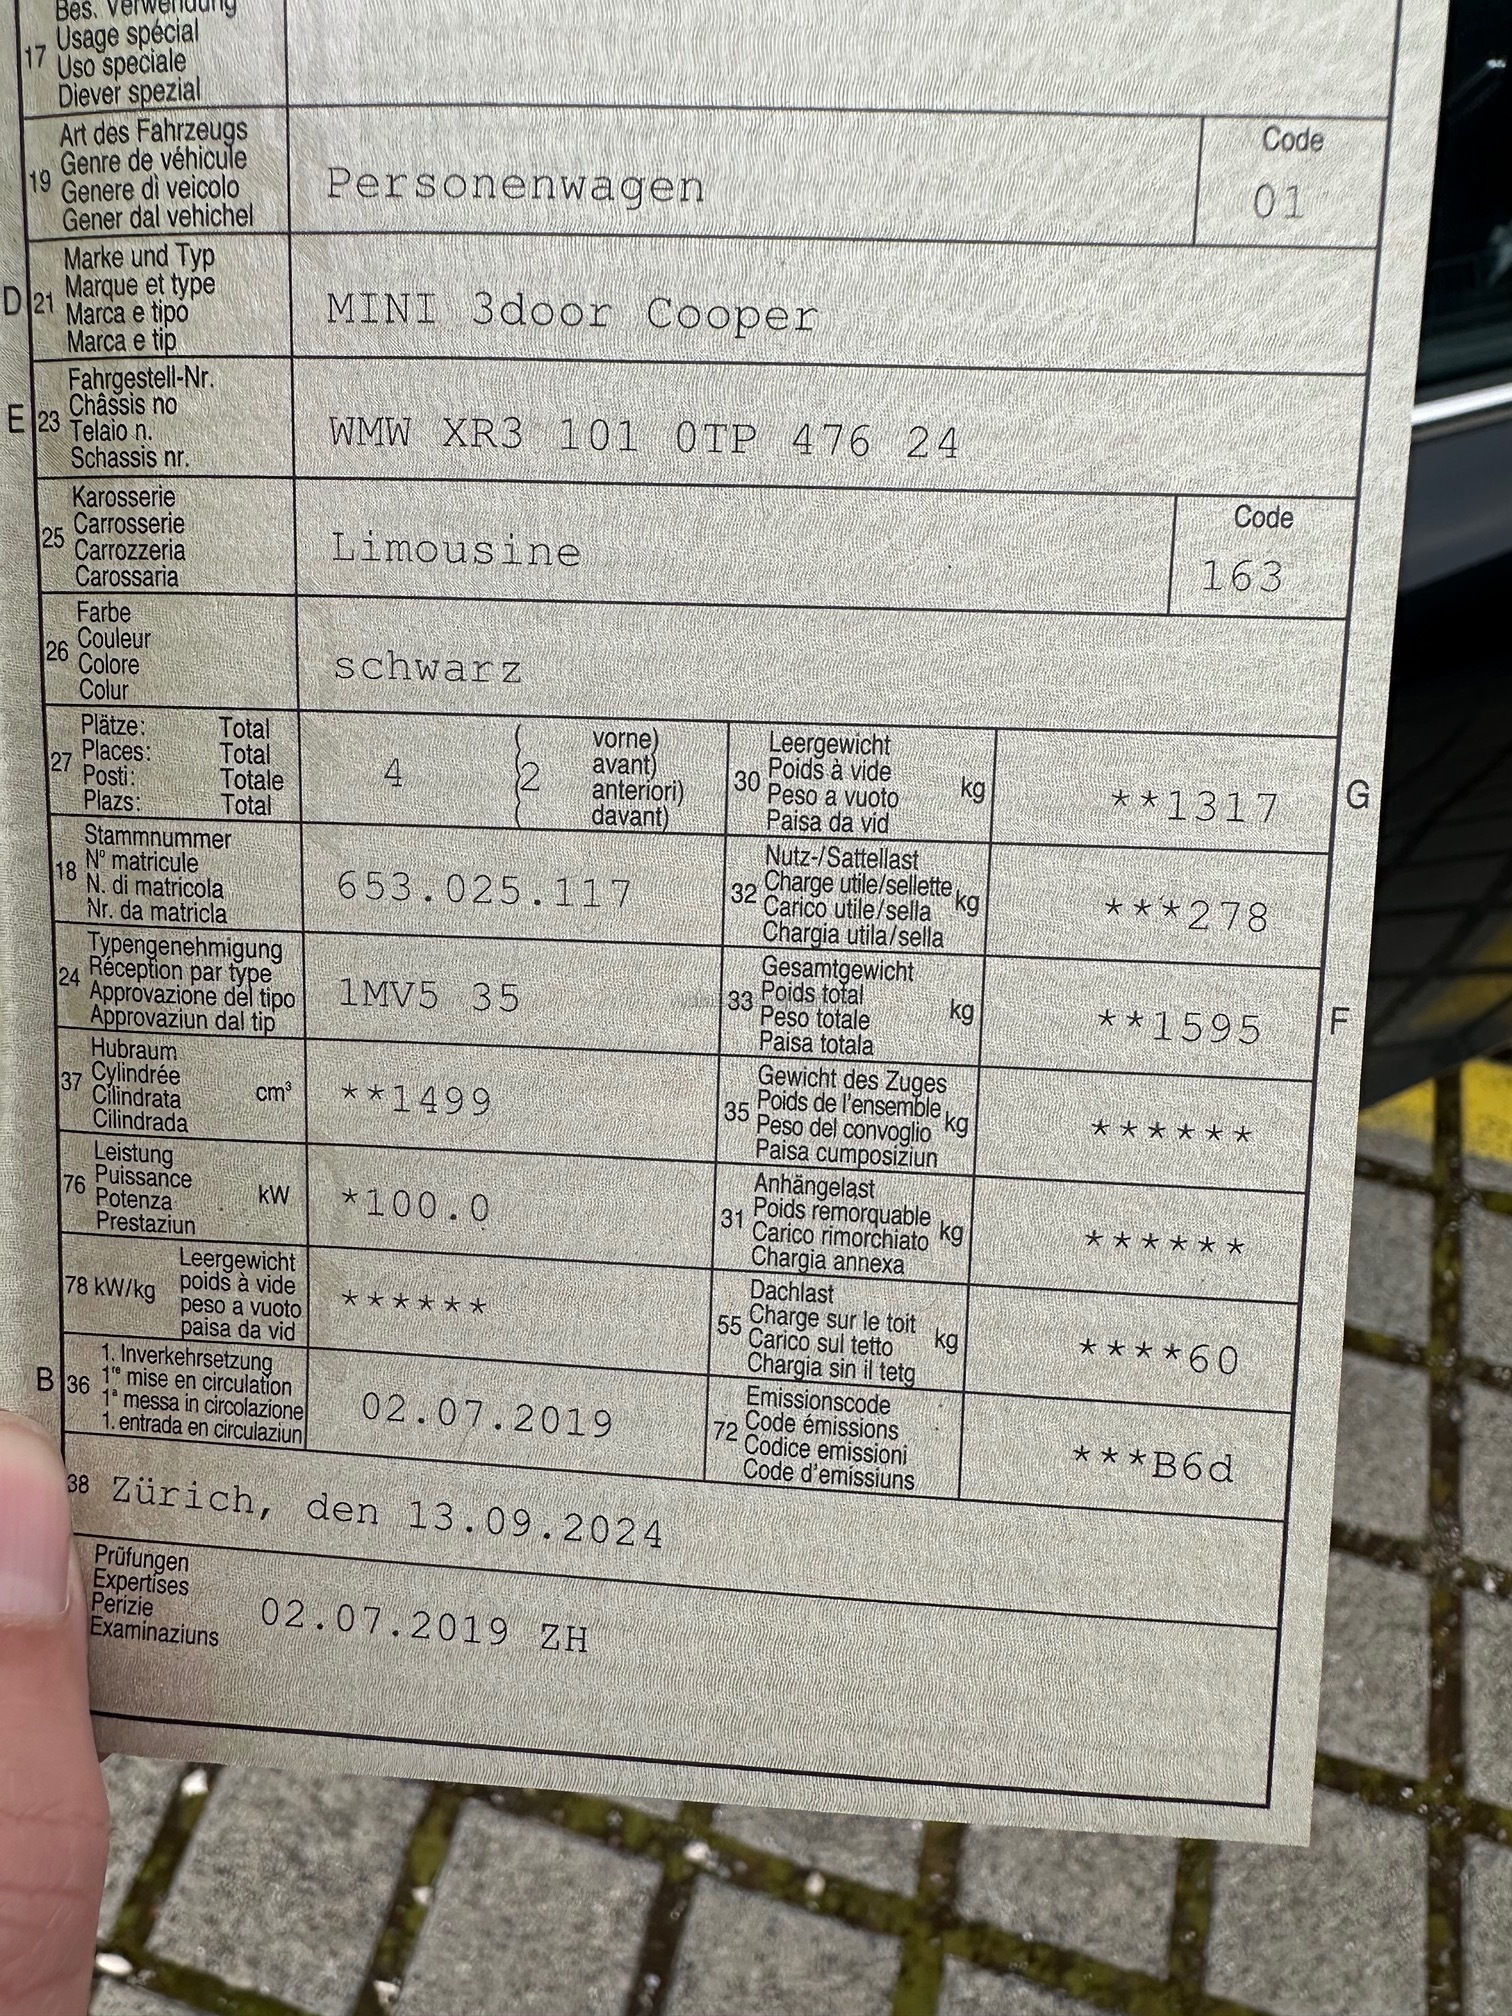 Bes. Verwendung
17 Usage spécial
Uso speciale
Diever spezial
Art des Fahrzeugs
19 Genre de véhicule
Genere di veicolo
Gener dal vehichel
Personenwagen
Code
01
Marke und Typ
D 21 Marque et type
Marca e tipo
Marca e tip
MINI 3door Cooper
Fahrgestell-Nr.
E 23 Châssis no
Telaio n.
Schassis nr.
WMW XR3 101 0TP 476 24
Karosserie
25 Carrosserie
Carrozzeria
Carossaria
Limousine
Code
163
Farbe
26 Couleur
Colore
Colur
schwarz
Plätze: Total
27 Places: Total
Posti: Totale
Plazs: Total
4 (2 vorne)
avant)
anteriori)
davant)
Leergewicht
30 Poids à vide kg
Peso a vuoto
Paisa da vid
**1317 G
Stammnummer
18 N° matricule
N. di matricola
Nr. da matricla
653.025.117
Nutz-/Sattellast
32 Charge utile/sellette kg
Carico utile/sella
Chargia utila/sella
***278
Typengenehmigung
24 Réception par type
Approvazione del tipo
Approvaziun dal tip
1MV5 35
Gesamtgewicht
33 Poids total kg
Peso totale
Paisa totala
**1595 F
Hubraum
37 Cylindrée cm³
Cilindrata
Cilindrada
**1499
Gewicht des Zuges
35 Poids de l'ensemble kg
Peso del convoglio
Paisa cumposiziun
******
Leistung
76 Puissance kW
Potenza
Prestaziun
*100.0
Anhängelast
31 Poids remorquable kg
Carico rimorchiato
Chargia annexa
******
Leergewicht
78 kW/kg poids à vide
peso a vuoto
paisa da vid
******
Dachlast
55 Charge sur le toit kg
Carico sul tetto
Chargia sin il tetg
****60
1. Inverkehrsetzung
B 36 1re mise en circulation
1a messa in circolazione
1. entrada en circulaziun
02.07.2019
Emissionscode
72 Code émissions
Codice emissioni
Code d'emissiuns
***B6d
38 Zürich, den 13.09.2024
Prüfungen
Expertises
Perizie
Examinaziuns
02.07.2019 ZH